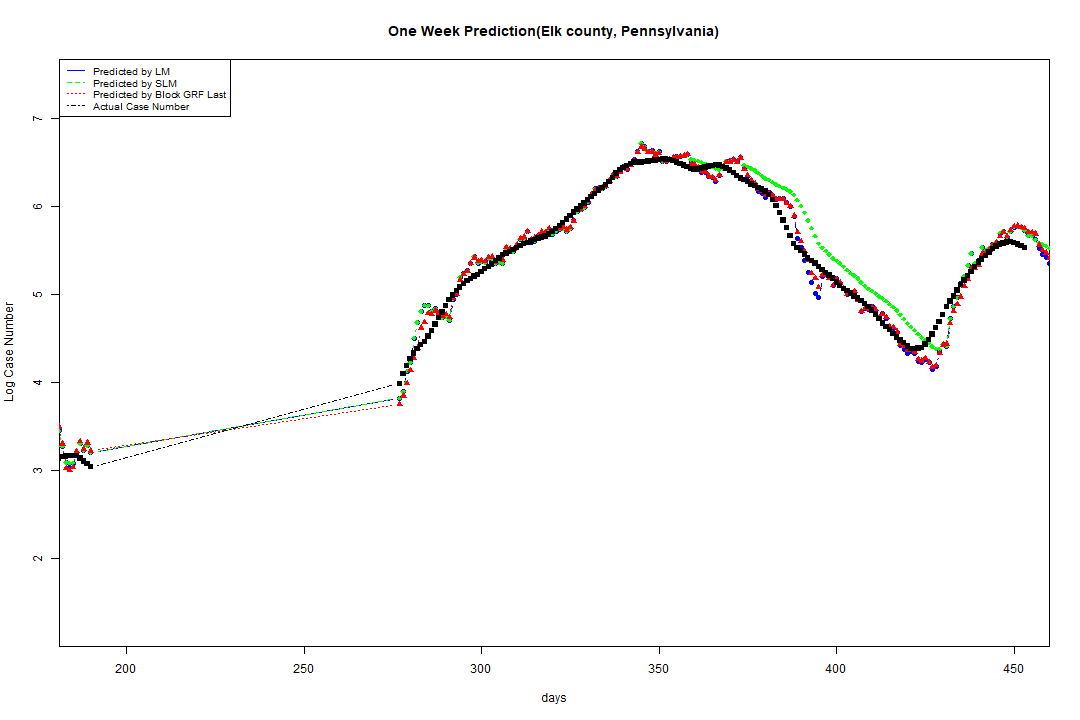 One Week Prediction(Elk county, Pennsylvania)
Predicted by LM
Predicted by SLM
Predicted by Block GRF Last
Actual Case Number
7
6
5
4
3
2
Log Case Number
200 250 300 350 400 450
days